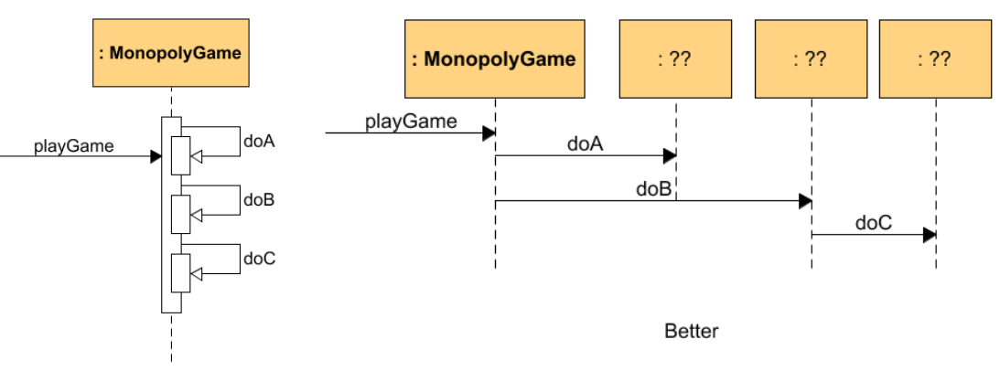 : MonopolyGame
playGame
doA
doB
doC
: MonopolyGame
: ??
: ??
: ??
playGame
doA
doB
doC
Better